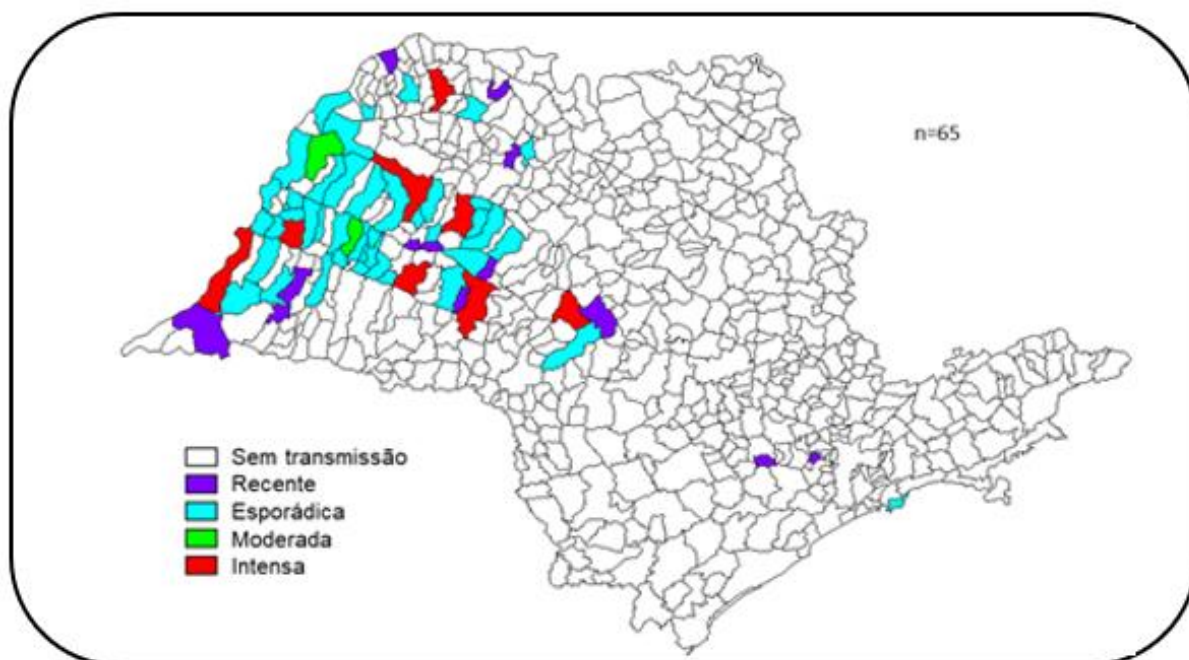 n=65
Sem transmissão
Recente
Esporádica
Moderada
Intensa